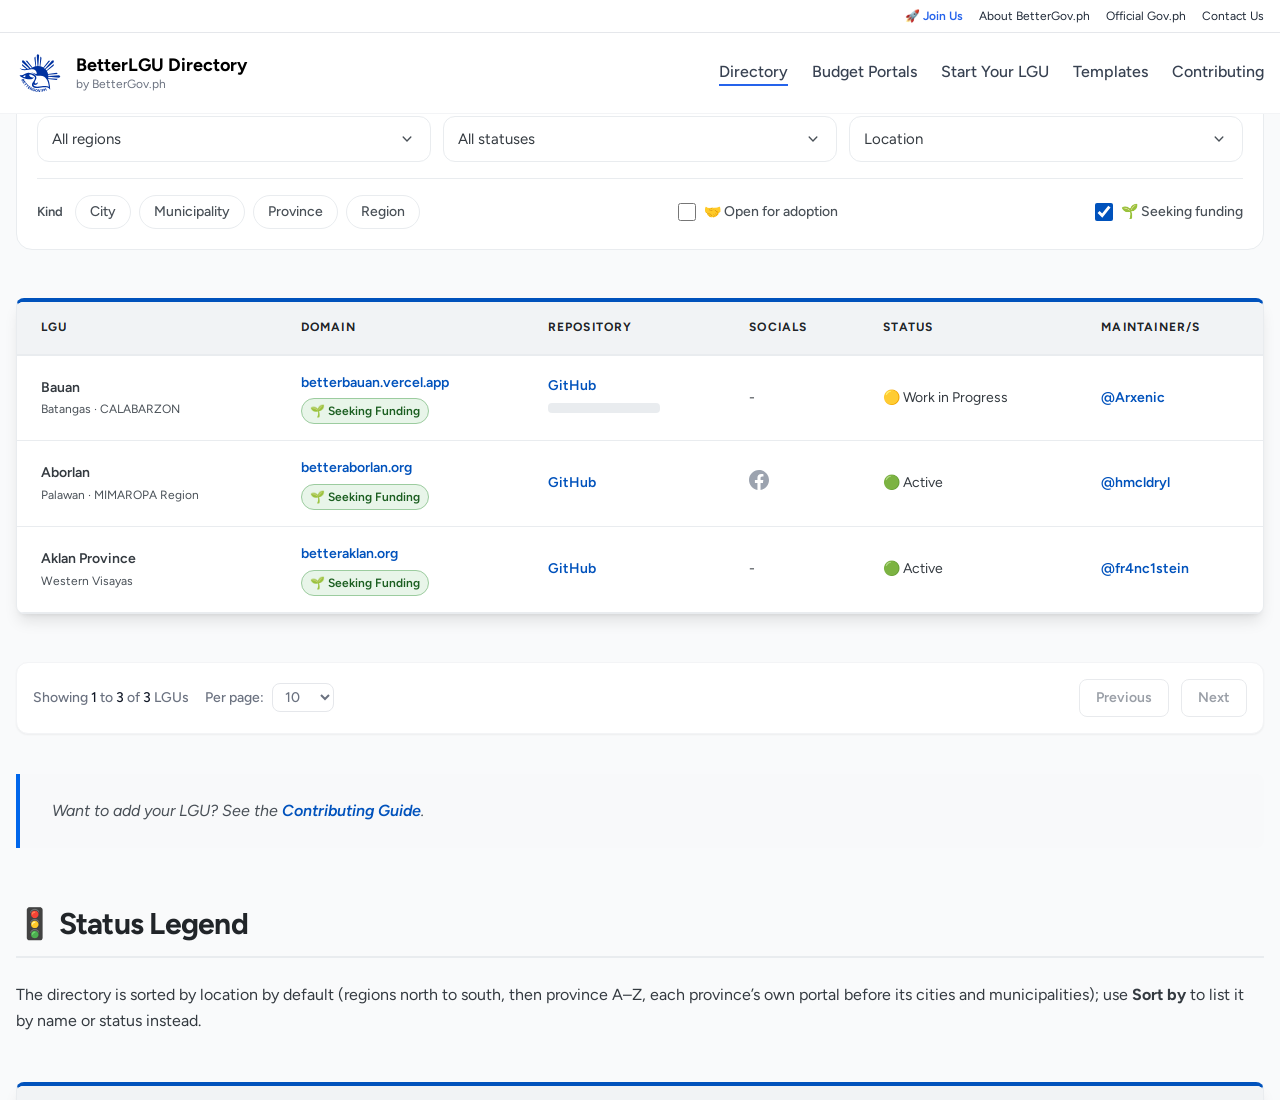 🚀 Join Us About BetterGov.ph Official Gov.ph Contact Us
BetterLGU Directory
by BetterGov.ph
Directory Budget Portals Start Your LGU Templates Contributing
All regions All statuses Location
Kind City Municipality Province Region 🤝 Open for adoption 🌱 Seeking funding
LGU DOMAIN REPOSITORY SOCIALS STATUS MAINTAINER/S
Bauan
Batangas · CALABARZON
betterbauan.vercel.app
🌱 Seeking Funding
GitHub
-
🟡 Work in Progress
@Arxenic
Aborlan
Palawan · MIMAROPA Region
betteraborlan.org
🌱 Seeking Funding
GitHub
🟢 Active
@hmcldryl
Aklan Province
Western Visayas
betteraklan.org
🌱 Seeking Funding
GitHub
-
🟢 Active
@fr4nc1stein
Showing 1 to 3 of 3 LGUs Per page: 10 Previous Next
Want to add your LGU? See the Contributing Guide.
🚦 Status Legend
The directory is sorted by location by default (regions north to south, then province A–Z, each province’s own portal before its cities and municipalities); use Sort by to list it
by name or status instead.